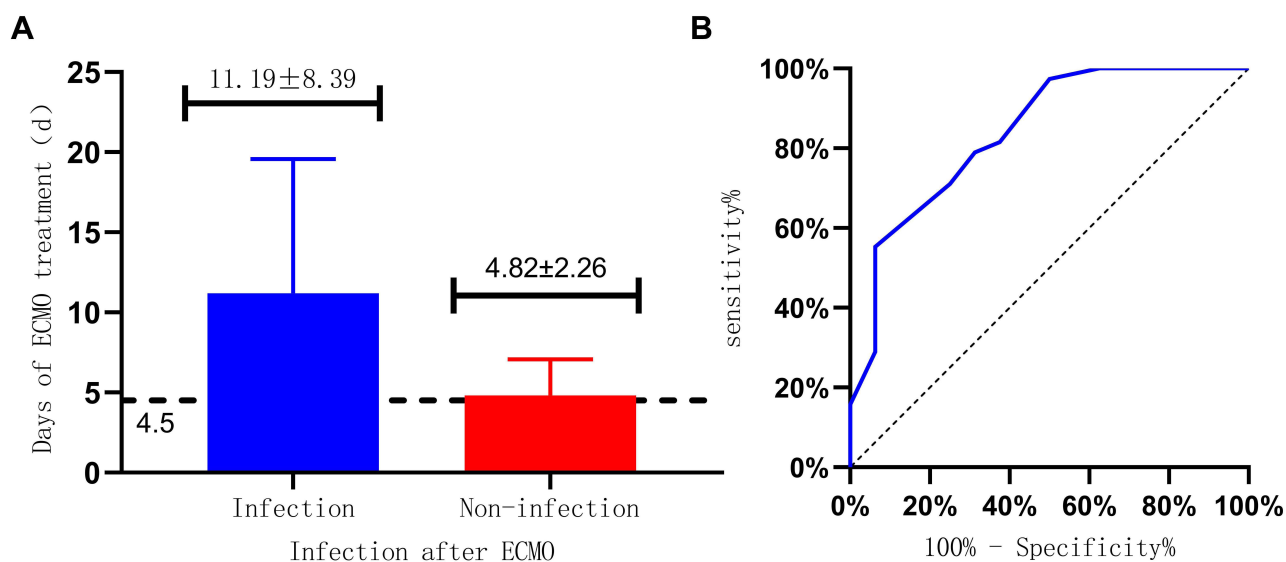 A
25
20
15
10
5
0
Days of ECMO treatment (d)
11.19±8.39
4.82±2.26
4.5
Infection
Non-infection
Infection after ECMO
B
100%
80%
60%
40%
20%
0%
sensitivity%
0% 20% 40% 60% 80% 100%
100% - Specificity%